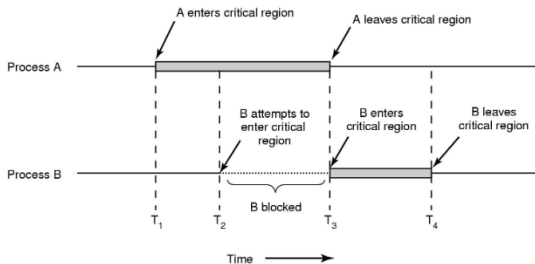 A enters critical region
A leaves critical region
Process A
B attempts to
enter critical
region
B enters
critical region
B leaves
critical region
Process B
B blocked
T1
T2
T3
T4
Time